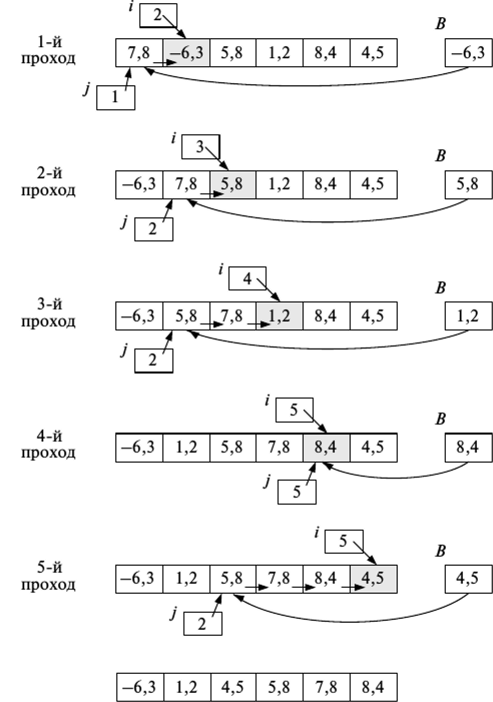 i
2
B
1-й
проход
7,8 –6,3 5,8 1,2 8,4 4,5
–6,3
j
1
i
3
B
2-й
проход
–6,3 7,8 5,8 1,2 8,4 4,5
5,8
j
2
i
4
B
3-й
проход
–6,3 5,8 7,8 1,2 8,4 4,5
1,2
j
2
i
5
B
4-й
проход
–6,3 1,2 5,8 7,8 8,4 4,5
8,4
j
5
i
5
B
5-й
проход
–6,3 1,2 5,8 7,8 8,4 4,5
4,5
j
2
–6,3 1,2 4,5 5,8 7,8 8,4